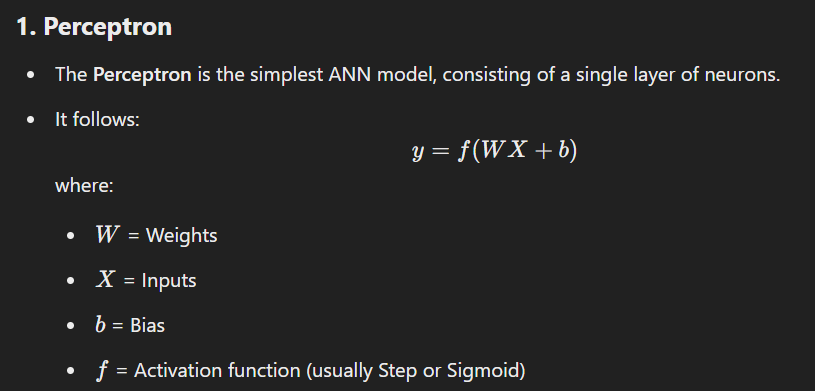 1. Perceptron
• The Perceptron is the simplest ANN model, consisting of a single layer of neurons.
• It follows:
y = f(WX + b)
where:
• W = Weights
• X = Inputs
• b = Bias
• f = Activation function (usually Step or Sigmoid)